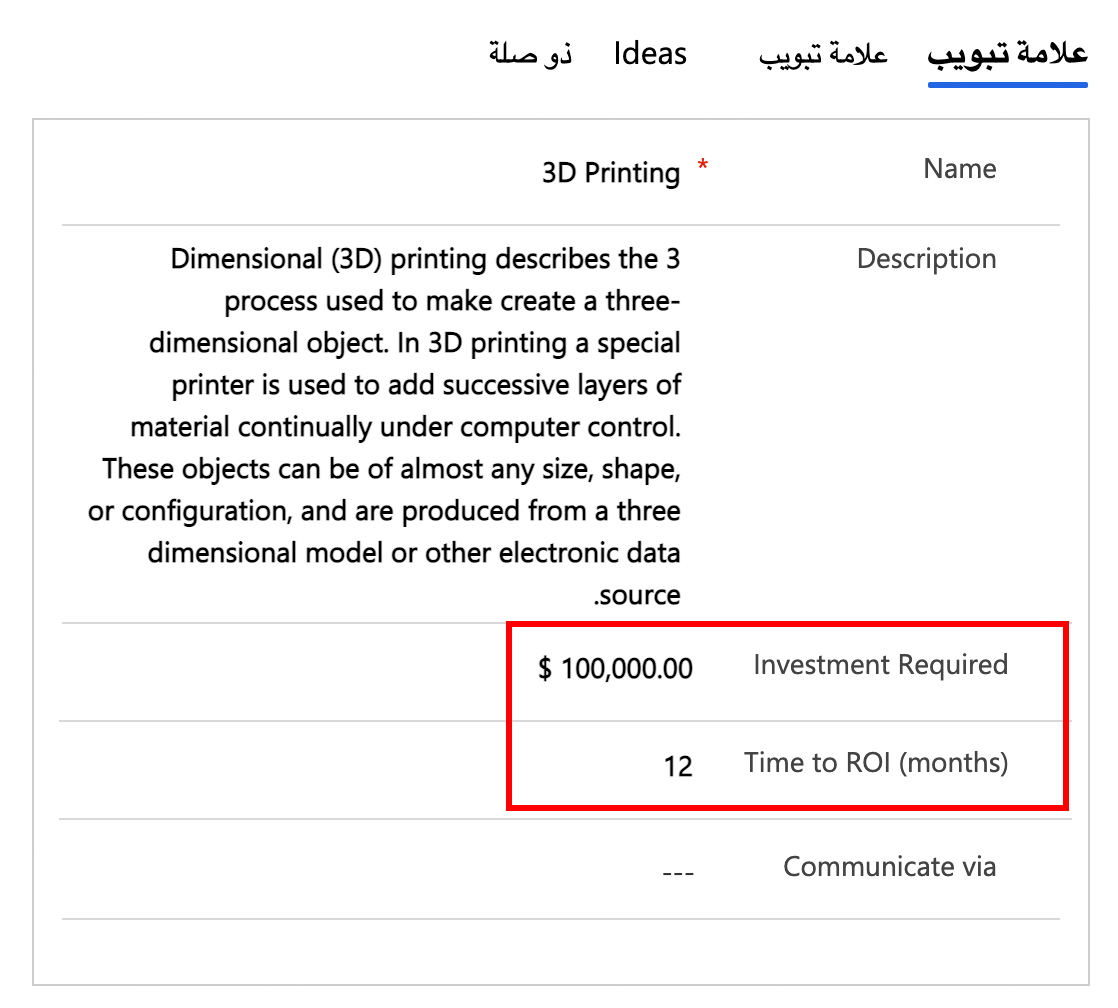 علامة تبويب
علامة تبويب
Ideas
ذو صلة
Name
*
3D Printing
Description
Dimensional (3D) printing describes the 3
process used to make create a three-
dimensional object. In 3D printing a special
printer is used to add successive layers of
material continually under computer control.
These objects can be of almost any size, shape,
or configuration, and are produced from a three
dimensional model or other electronic data
.source
Investment Required
$ 100,000.00
Time to ROI (months)
12
Communicate via
---